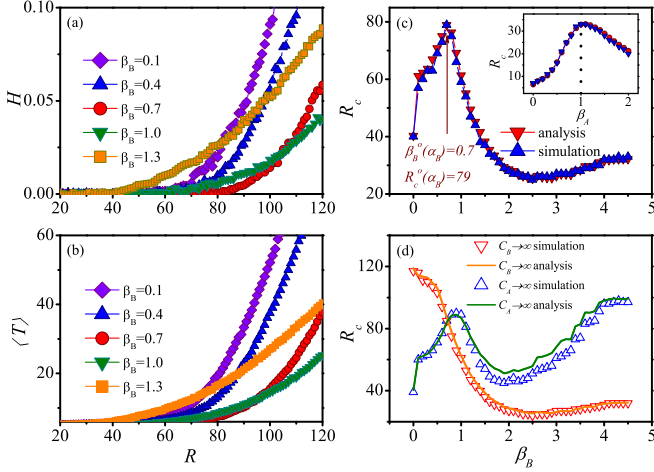 (a)
H
0.10
0.05
0.00
β_B=0.1
β_B=0.4
β_B=0.7
β_B=1.0
β_B=1.3
20 40 60 80 100 120
(b)
⟨T⟩
60
40
20
β_B=0.1
β_B=0.4
β_B=0.7
β_B=1.0
β_B=1.3
20 40 60 80 100 120
R
(c)
R_c
80
60
40
20
R_c
30
20
10
0 1 2
β_A
analysis
simulation
β_B^o(α_B)=0.7
R_c^o(α_B)=79
0 1 2 3 4 5
(d)
R_c
120
80
40
C_B→∞ simulation
C_B→∞ analysis
C_A→∞ simulation
C_A→∞ analysis
0 1 2 3 4 5
β_B